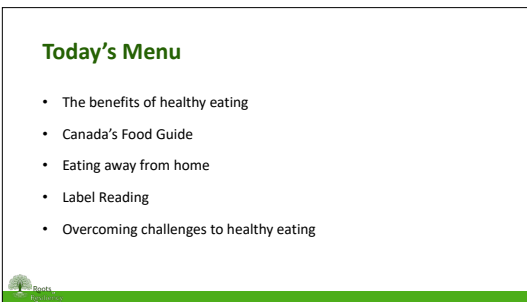 Today's Menu
• The benefits of healthy eating
• Canada's Food Guide
• Eating away from home
• Label Reading
• Overcoming challenges to healthy eating
Roots